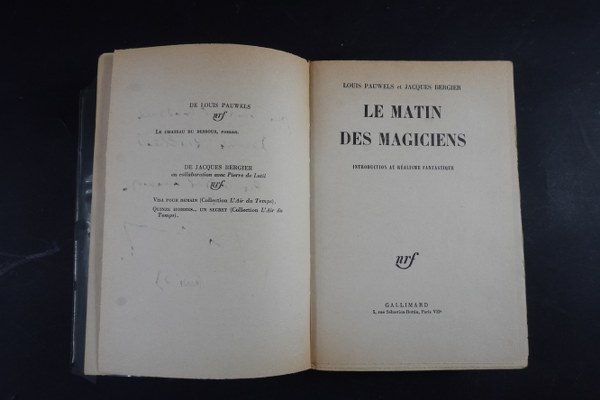 DE LOUIS PAUWELS
nrf
LE CHATEAU DU DESSOUS, roman.
DE JACQUES BERGIER
en collaboration avec Pierre de Latil
nrf
VISA POUR DEMAIN (Collection L'Air du Temps).
QUINZE HOMMES... UN SECRET (Collection L'Air du
Temps).
LOUIS PAUWELS et JACQUES BERGIER
LE MATIN
DES MAGICIENS
INTRODUCTION AU RÉALISME FANTASTIQUE
nrf
GALLIMARD
5, rue Sébastien-Bottin, Paris VIIe